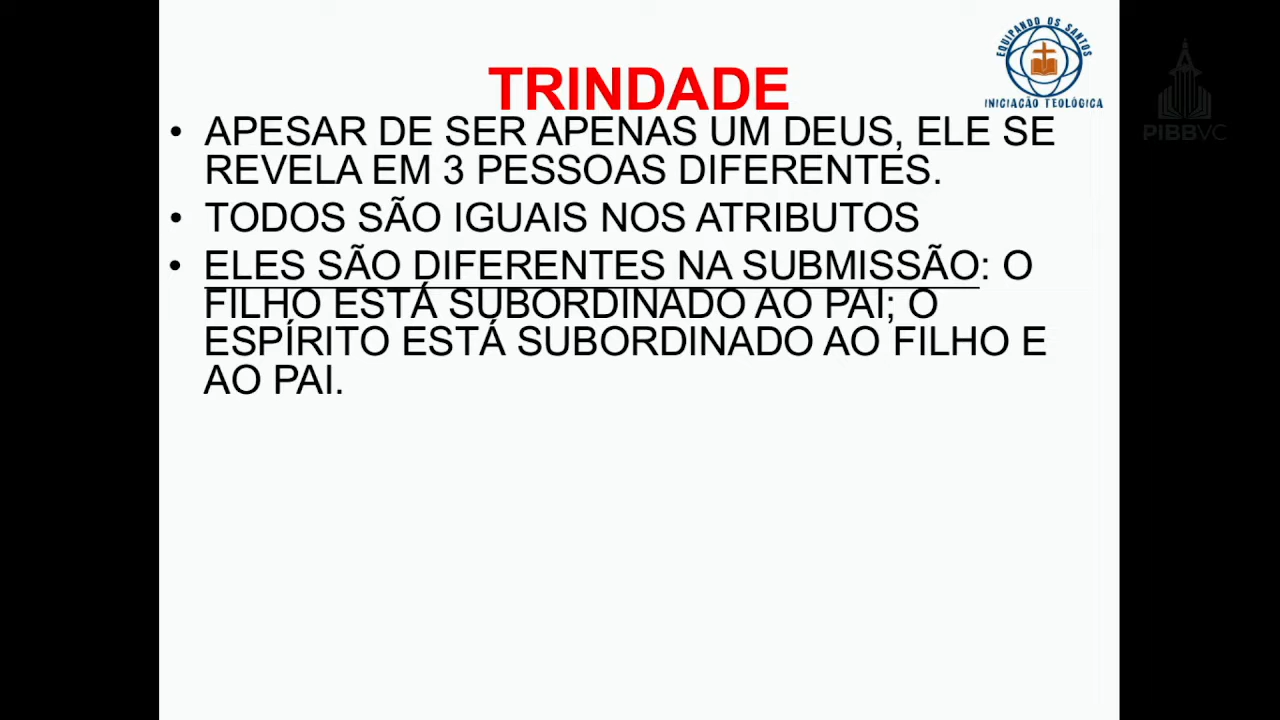 EQUIPANDO OS SANTOS
INICIAÇÃO TEOLÓGICA
PIBBVC
TRINDADE
• APESAR DE SER APENAS UM DEUS, ELE SE
REVELA EM 3 PESSOAS DIFERENTES.
• TODOS SÃO IGUAIS NOS ATRIBUTOS
• ELES SÃO DIFERENTES NA SUBMISSÃO: O
FILHO ESTÁ SUBORDINADO AO PAI; O
ESPÍRITO ESTÁ SUBORDINADO AO FILHO E
AO PAI.